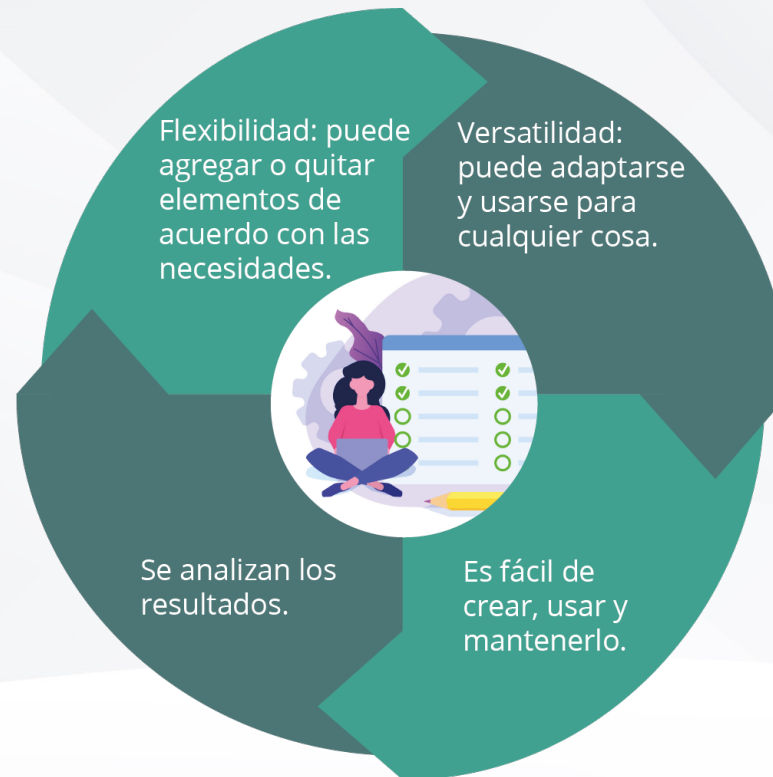 Flexibilidad: puede
agregar o quitar
elementos de
acuerdo con las
necesidades.
Versatilidad:
puede adaptarse
y usarse para
cualquier cosa.
Se analizan los
resultados.
Es fácil de
crear, usar y
mantenerlo.